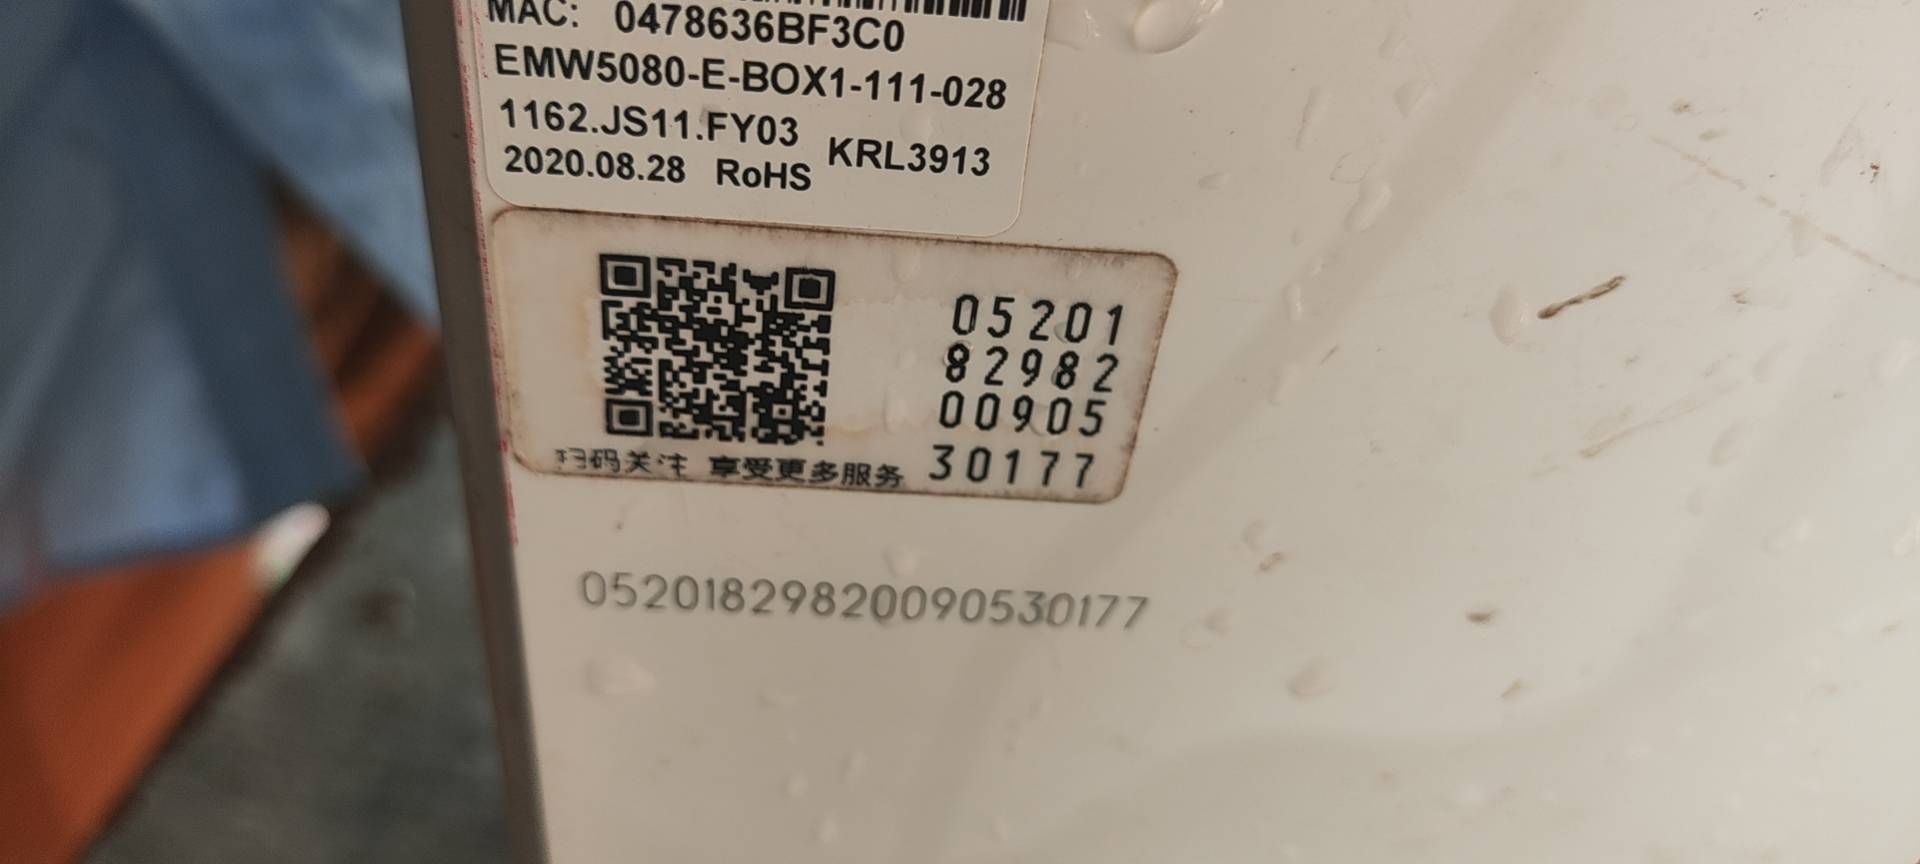 MAC: 0478636BF3C0
EMW5080-E-BOX1-111-028
1162.JS11.FY03 KRL3913
2020.08.28 RoHS
05201
82982
00905
30177
扫码关注 享受更多服务
05201829820090530177